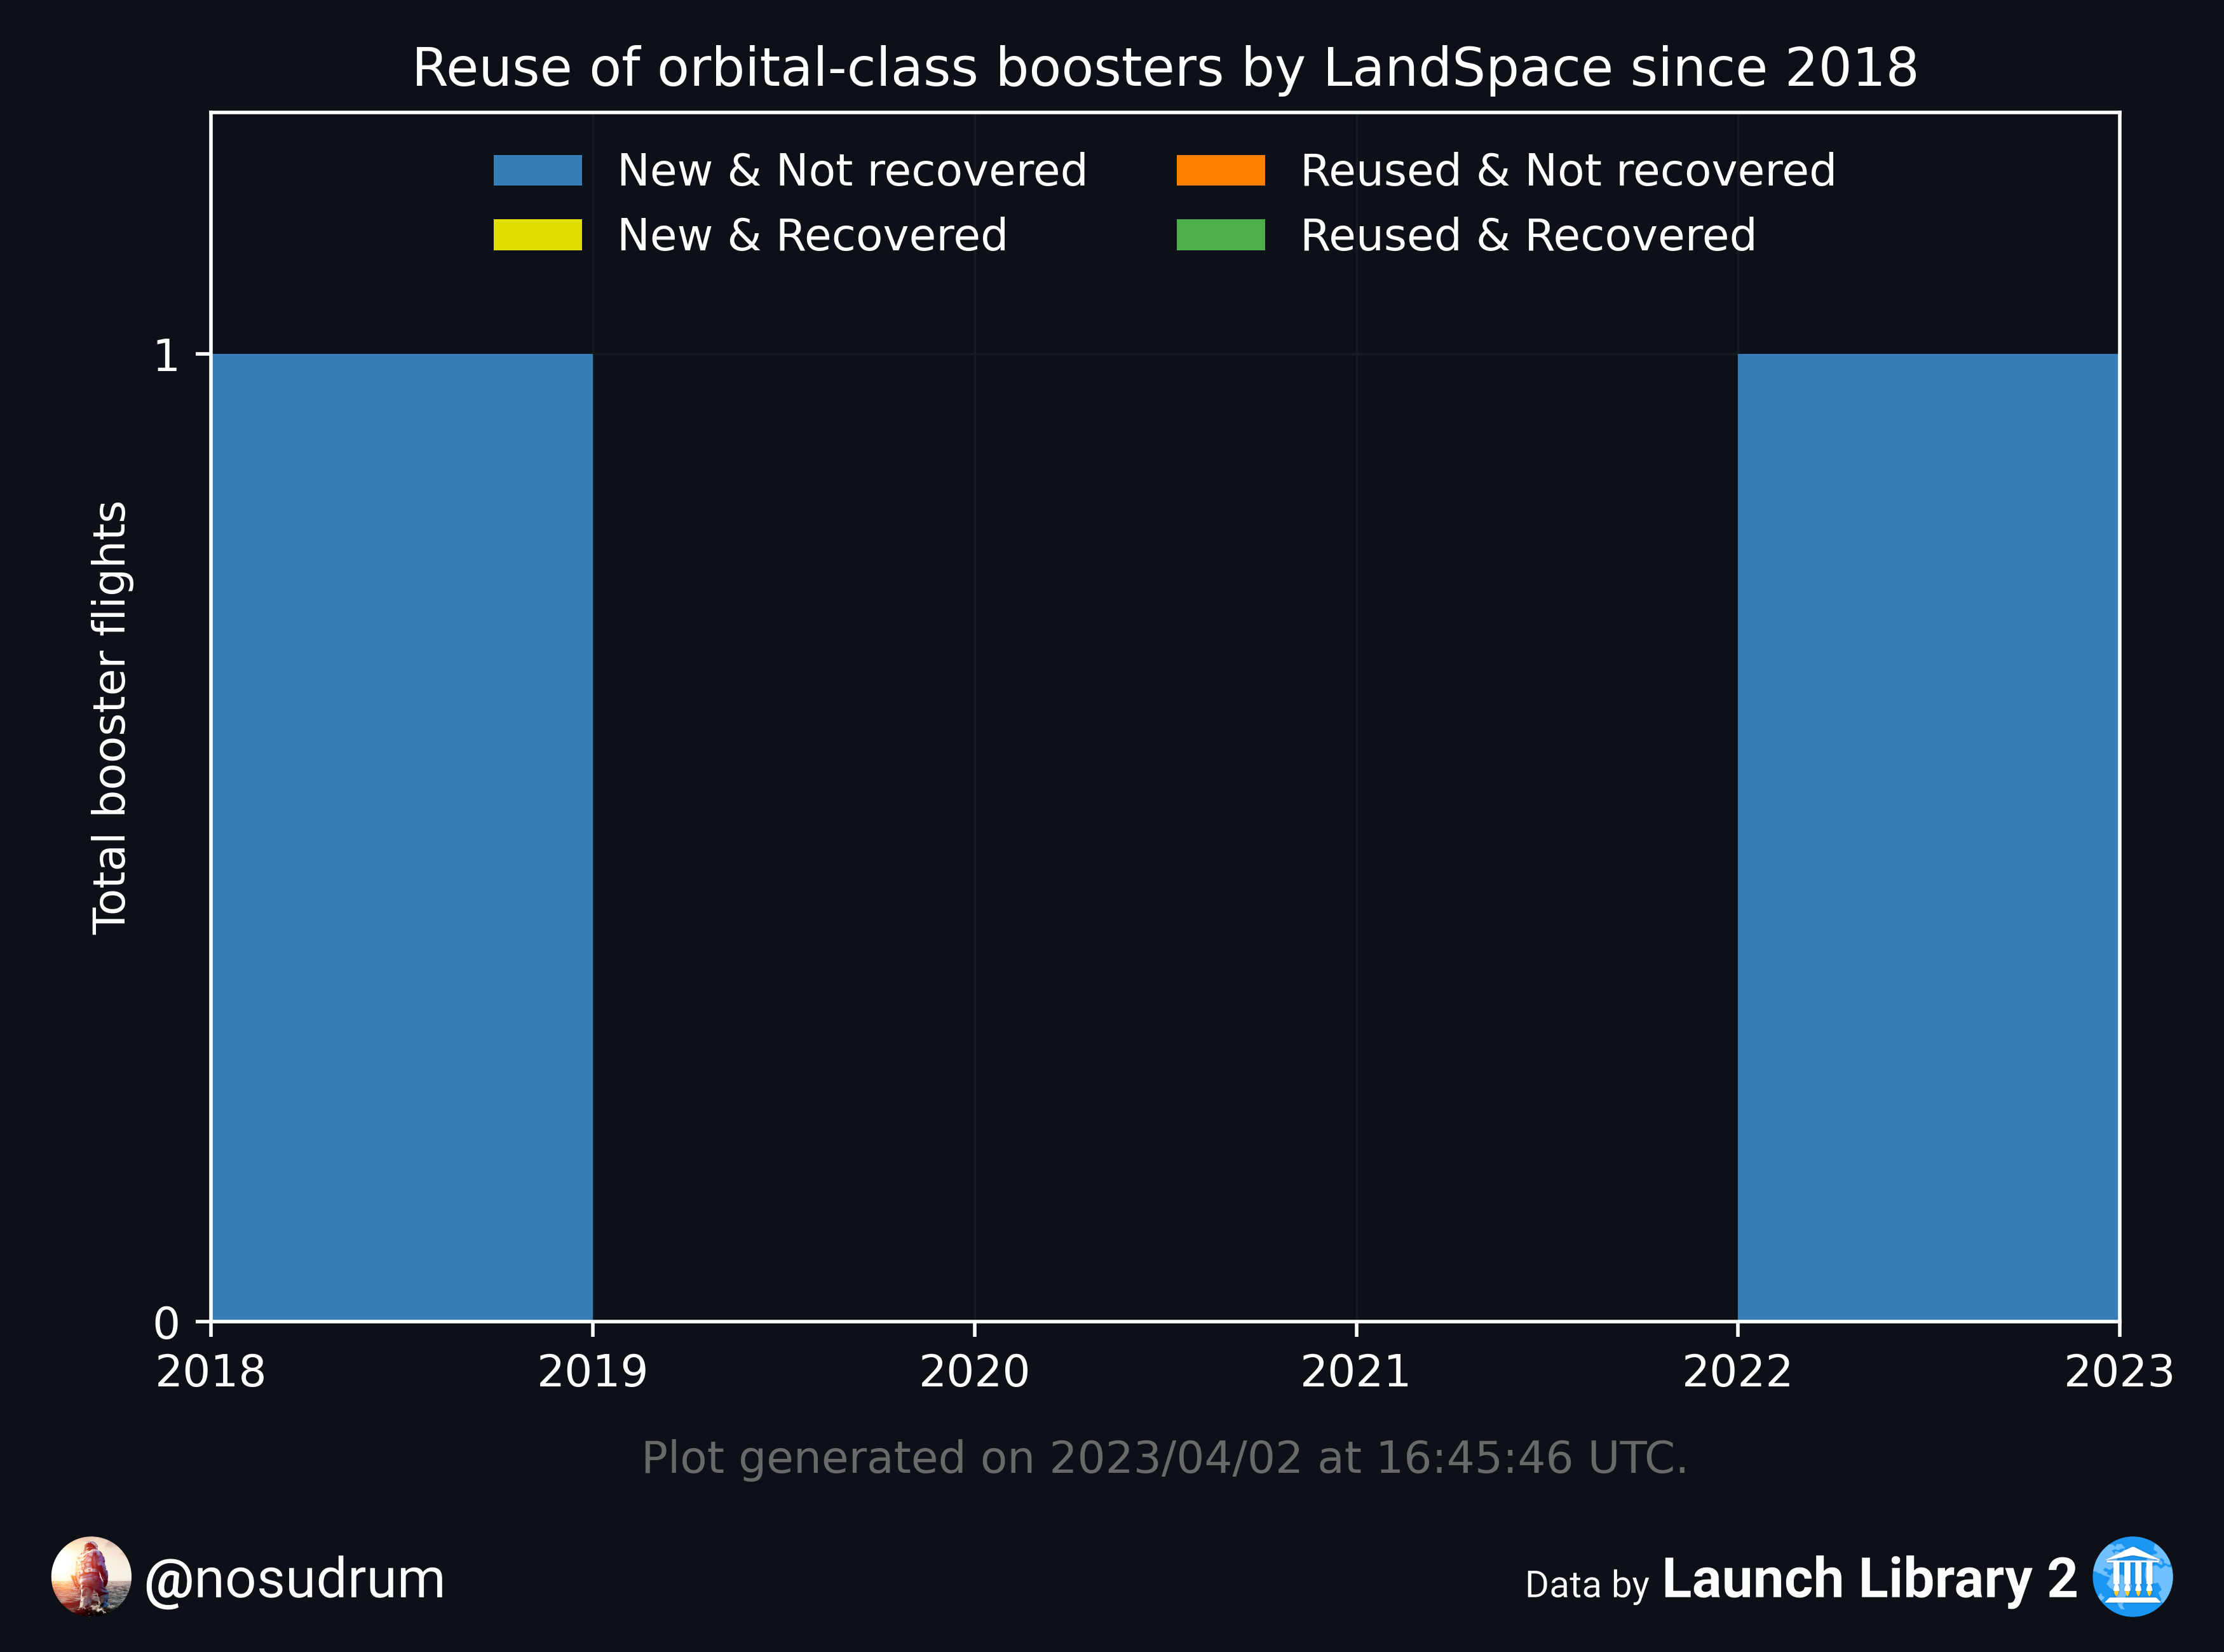 Reuse of orbital-class boosters by LandSpace since 2018
New & Not recovered
Reused & Not recovered
New & Recovered
Reused & Recovered
1
Total booster flights
0
2018 2019 2020 2021 2022 2023
Plot generated on 2023/04/02 at 16:45:46 UTC.
@nosudrum
Data by Launch Library 2